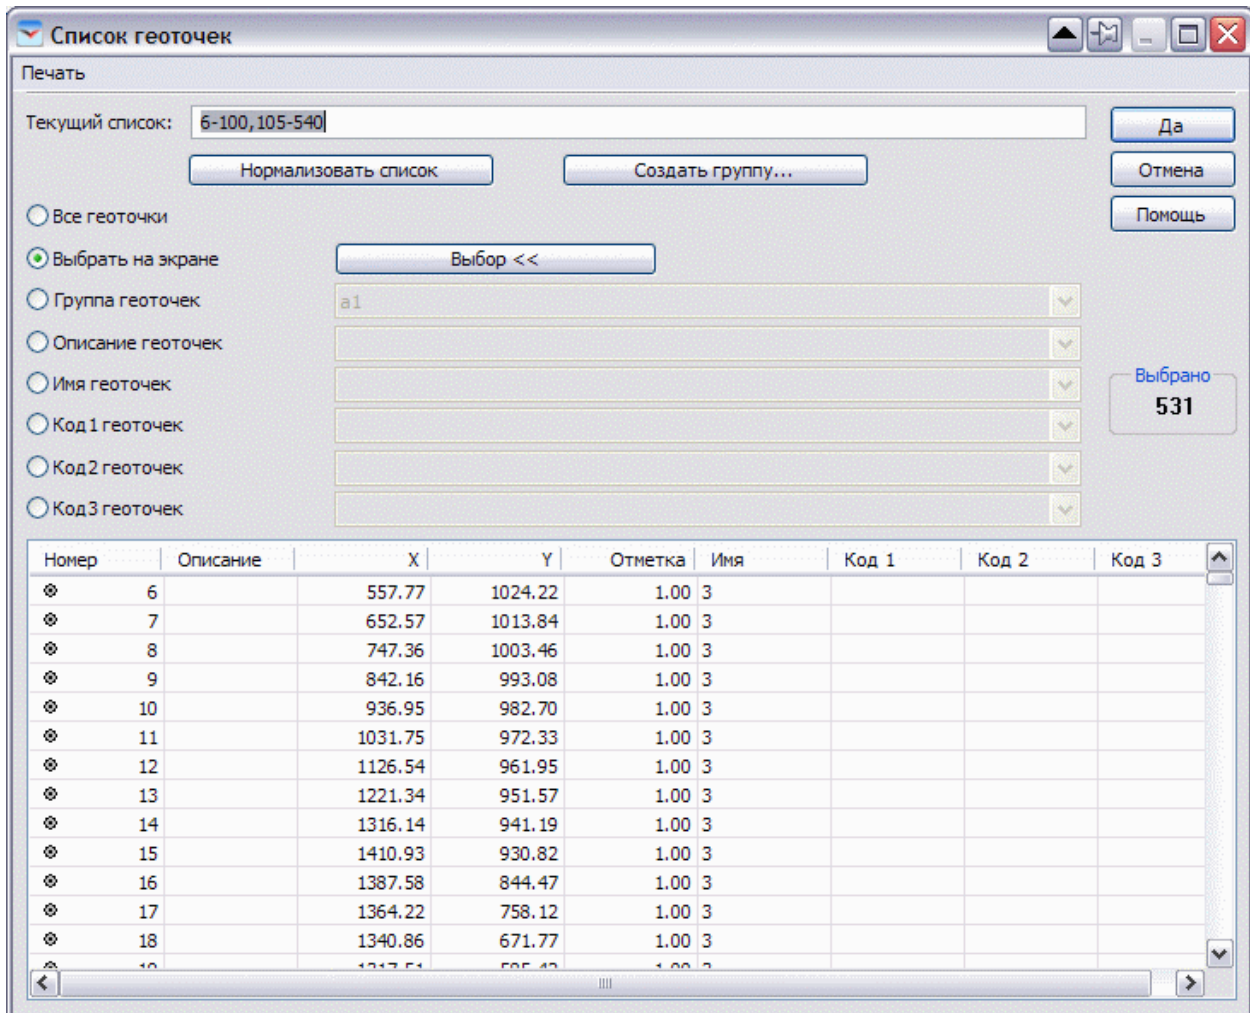 Список геоточек
Печать
Текущий список: 6-100,105-540 Да
Нормализовать список Создать группу... Отмена
Все геоточки Помощь
Выбрать на экране Выбор <<
Группа геоточек a1
Описание геоточек
Имя геоточек Выбрано
531
Код1 геоточек
Код2 геоточек
Код3 геоточек
Номер Описание X Y Отметка Имя Код 1 Код 2 Код 3
6 557.77 1024.22 1.00 3
7 652.57 1013.84 1.00 3
8 747.36 1003.46 1.00 3
9 842.16 993.08 1.00 3
10 936.95 982.70 1.00 3
11 1031.75 972.33 1.00 3
12 1126.54 961.95 1.00 3
13 1221.34 951.57 1.00 3
14 1316.14 941.19 1.00 3
15 1410.93 930.82 1.00 3
16 1387.58 844.47 1.00 3
17 1364.22 758.12 1.00 3
18 1340.86 671.77 1.00 3